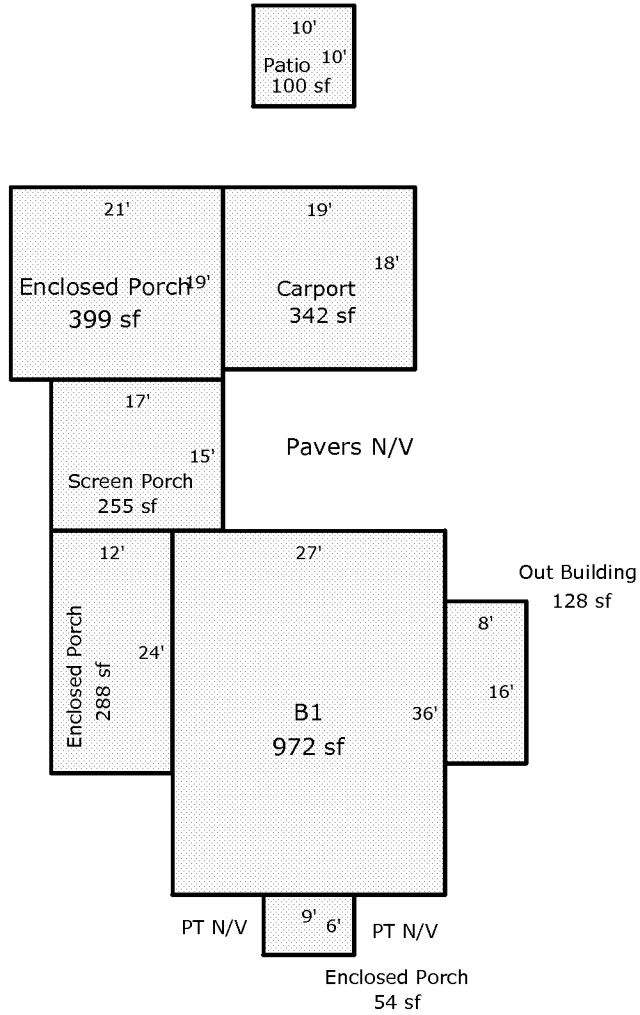 10'
10'
Patio
100 sf
21'
19'
Enclosed Porch
399 sf
19'
18'
Carport
342 sf
17'
15'
Screen Porch
255 sf
Pavers N/V
12'
24'
Enclosed Porch
288 sf
27'
36'
B1
972 sf
Out Building
128 sf
8'
16'
PT N/V
9'
6'
PT N/V
Enclosed Porch
54 sf